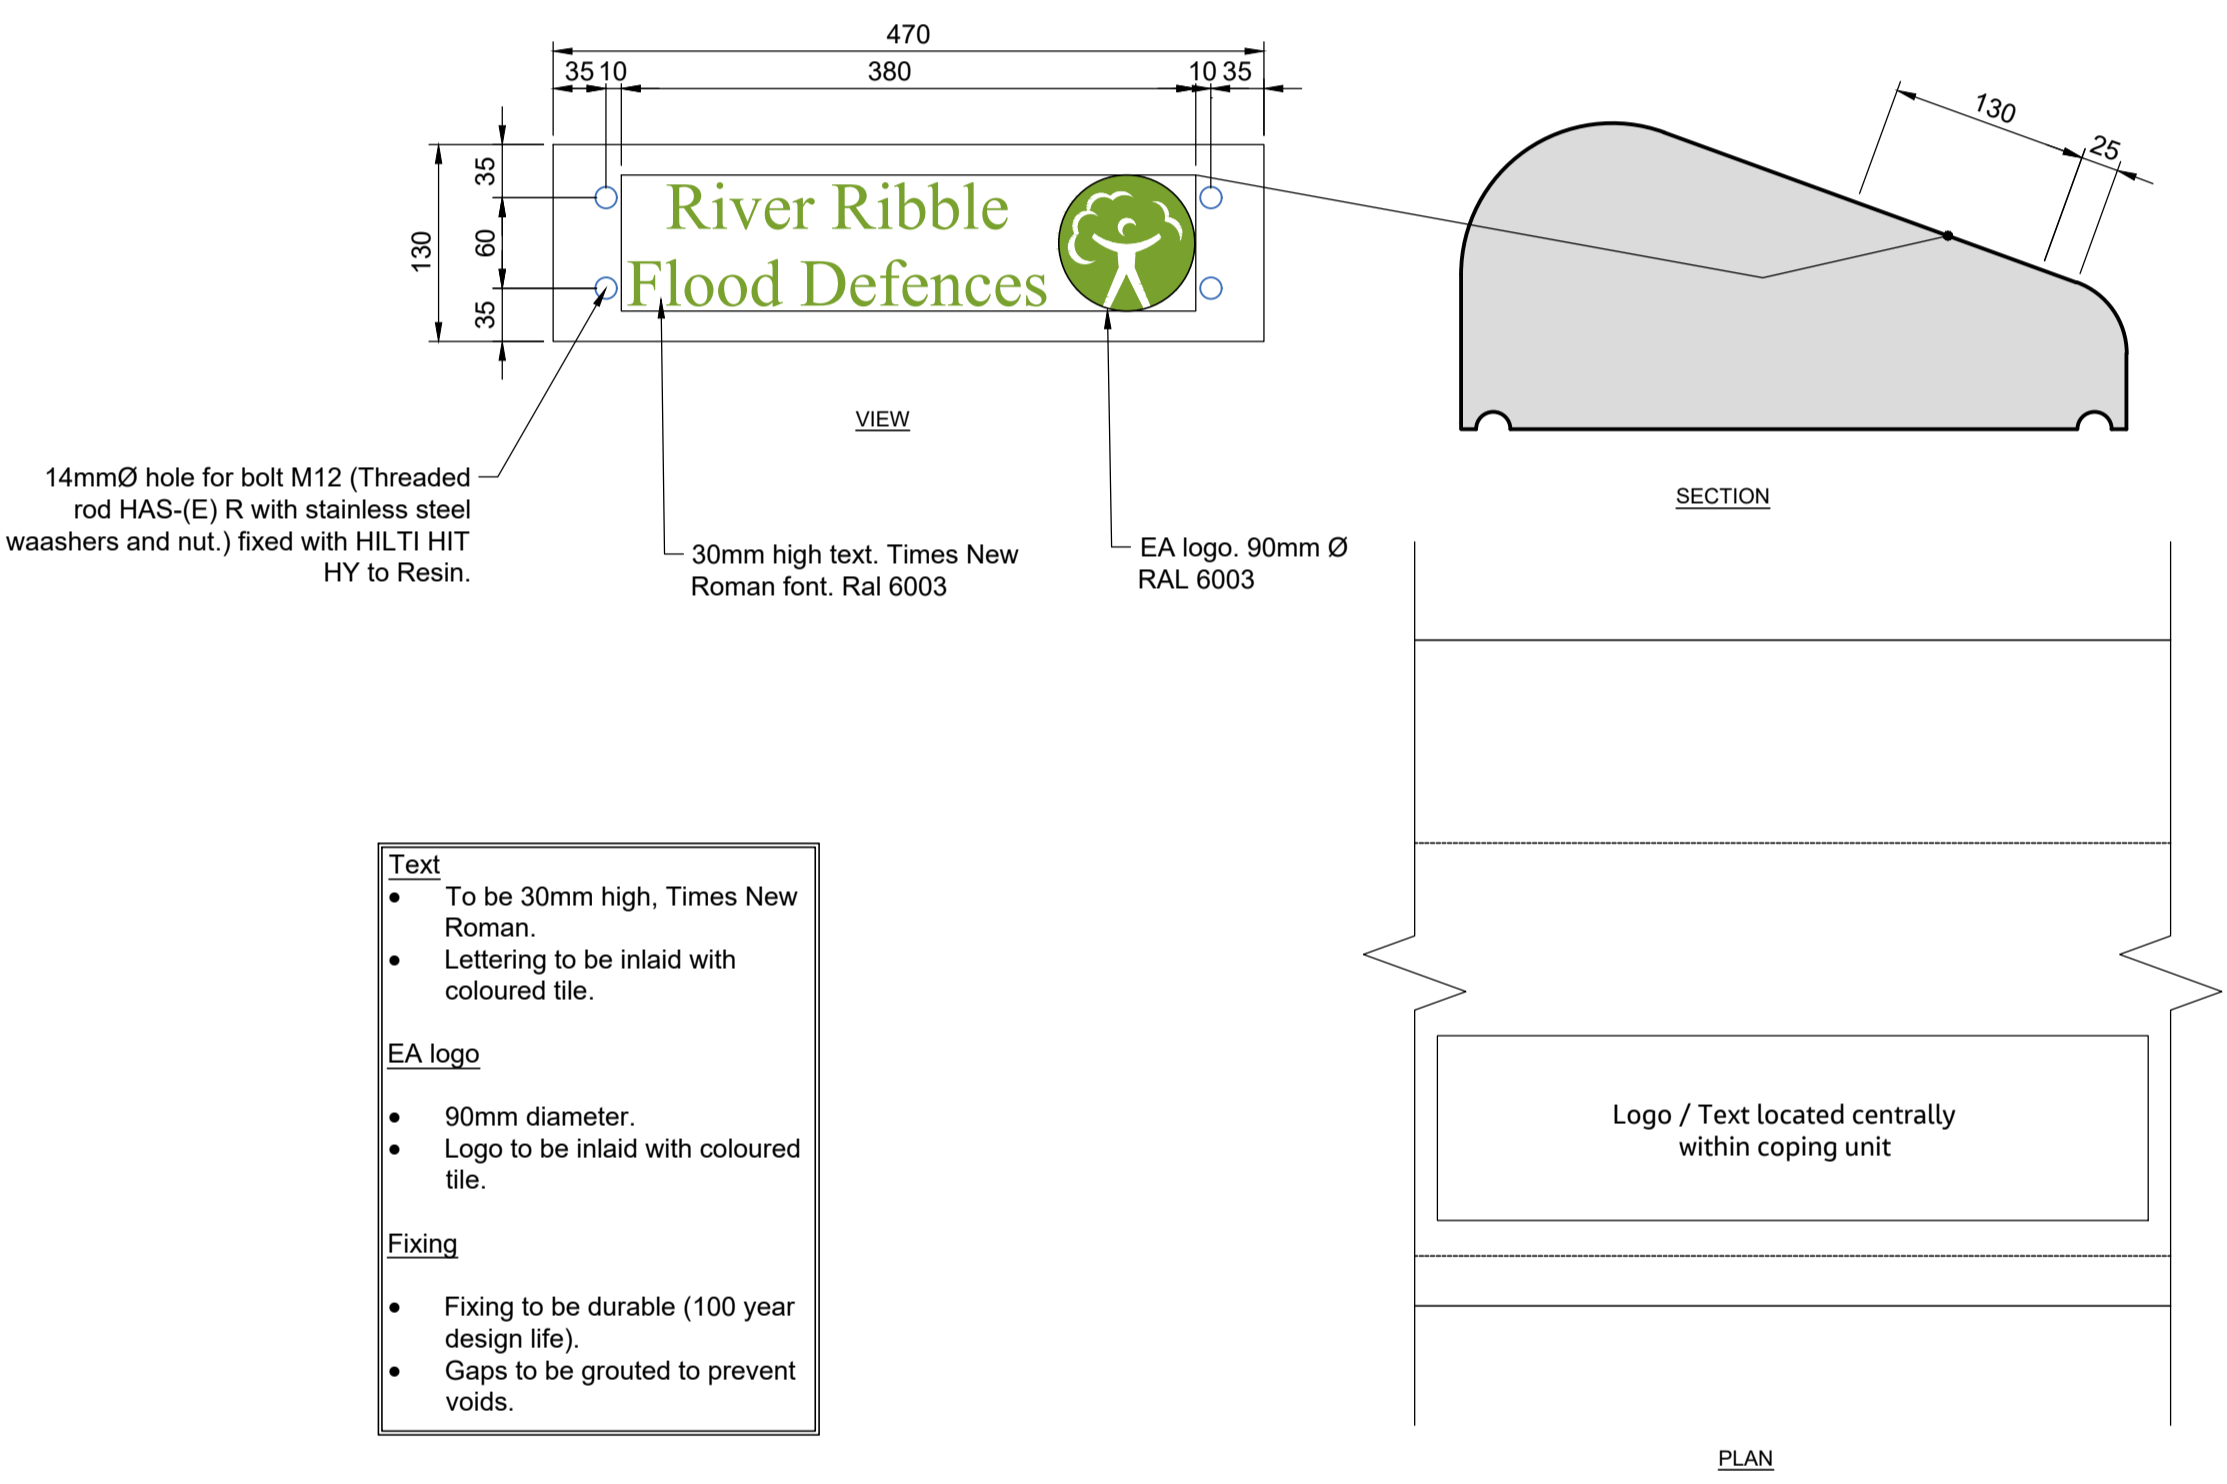 470
35 10 380 10 35
130
35
60
35
River Ribble
Flood Defences
VIEW
14mmØ hole for bolt M12 (Threaded
rod HAS-(E) R with stainless steel
waashers and nut.) fixed with HILTI HIT
HY to Resin.
30mm high text. Times New
Roman font. Ral 6003
EA logo. 90mm Ø
RAL 6003
130
25
SECTION
Text
• To be 30mm high, Times New
Roman.
• Lettering to be inlaid with
coloured tile.
EA logo
• 90mm diameter.
• Logo to be inlaid with coloured
tile.
Fixing
• Fixing to be durable (100 year
design life).
• Gaps to be grouted to prevent
voids.
Logo / Text located centrally
within coping unit
PLAN